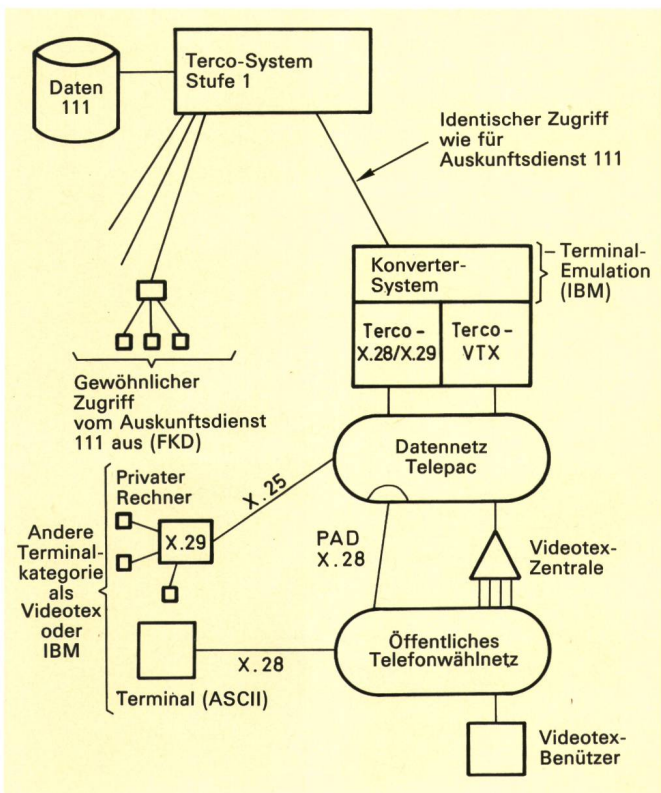 Daten
111
Terco-System
Stufe 1
Identischer Zugriff
wie für
Auskunftsdienst 111
Konverter-
System
– Terminal-
Emulation
(IBM)
Terco –
X.28/X.29
Terco –
VTX
Gewöhnlicher
Zugriff
vom Auskunftsdienst
111 aus (FKD)
Datennetz
Telepac
Privater
Rechner
X.25
X.29
Andere
Terminal-
kategorie
als
Videotex
oder
IBM
PAD
X.28
Videotex-
Zentrale
Öffentliches
Telefonwählnetz
X.28
Terminal (ASCII)
Videotex-
Benützer